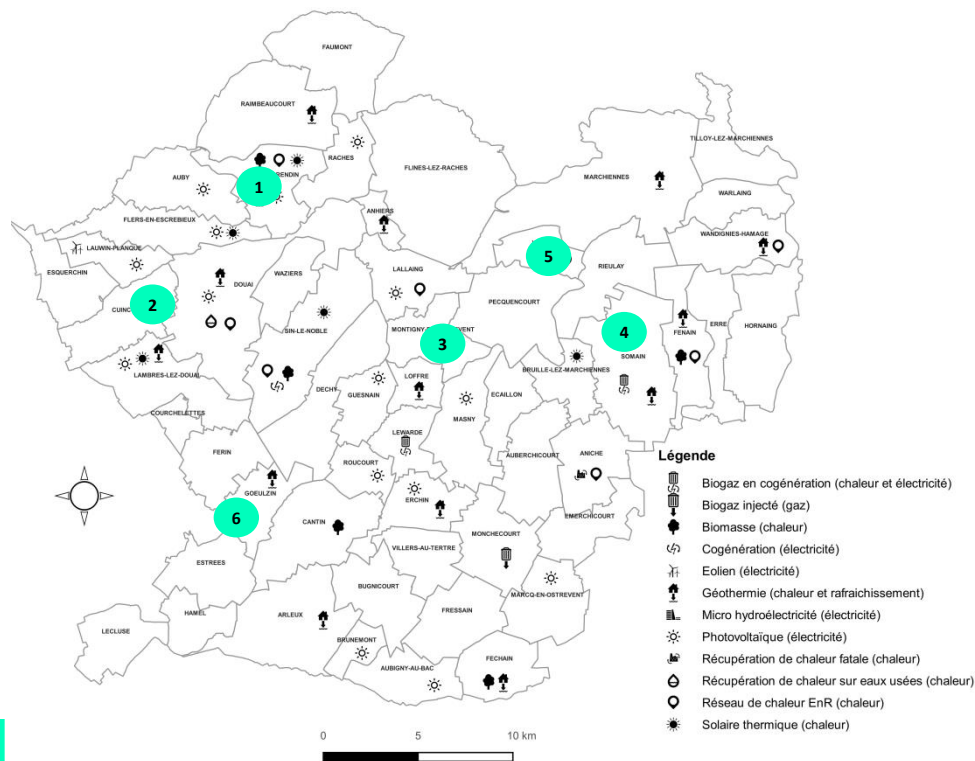 FAUMONT
RAIMBEAUCOURT
TILLOY-LEZ-MARCHIENNES
RACHES
FLINES-LEZ-RACHES
MARCHIENNES
AUBY
1
WARLAING
ANHIERS
FLERS-EN-ESCREBIEUX
WANDIGNIES-HAMAGE
LAUWIN-PLANQUE
5
RIEULAY
ESQUERCHIN
WAZIERS
LALLAING
DOUAI
PECQUENCOURT
2
SIN-LE-NOBLE
3
4
FENAIN
ERRE
HORNAING
SOMAIN
BRUILLE-LEZ-MARCHIENNES
LAMBRES-LEZ-DOUAI
LOFFRE
DECHY
GUESNAIN
ECAILLON
COURCHELETTES
MASNY
LEWARDE
FERIN
ROUCOURT
AUBERCHICOURT
ANICHE
Légende
GOEULZIN
ERCHIN
Biogaz en cogénération (chaleur et électricité)
6
CANTIN
EMERCHICOURT
Biogaz injecté (gaz)
MONCHECOURT
Biomasse (chaleur)
VILLERS-AU-TERTRE
Cogénération (électricité)
ESTREES
Eolien (électricité)
BUGNICOURT
MARCQ-EN-OSTREVENT
Géothermie (chaleur et rafraichissement)
HAMEL
ARLEUX
FRESSAIN
Micro hydroélectricité (électricité)
LECLUSE
BRUNEMONT
Photovoltaïque (électricité)
FECHAIN
Récupération de chaleur fatale (chaleur)
AUBIGNY-AU-BAC
Récupération de chaleur sur eaux usées (chaleur)
Réseau de chaleur EnR (chaleur)
Solaire thermique (chaleur)
0 5 10 km